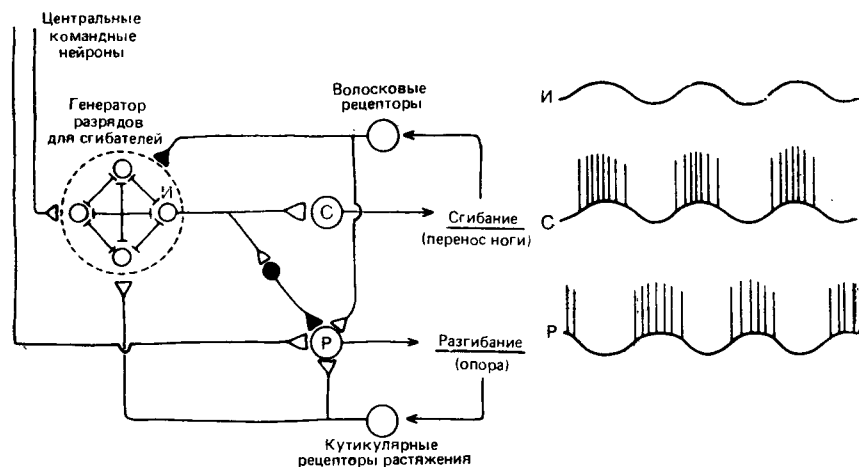 Центральные
командные
нейроны
Генератор
разрядов
для сгибателей
И
Волосковые
рецепторы
С
Сгибание
(перенос ноги)
Р
Разгибание
(опора)
Кутикулярные
рецепторы растяжения
И
С
Р